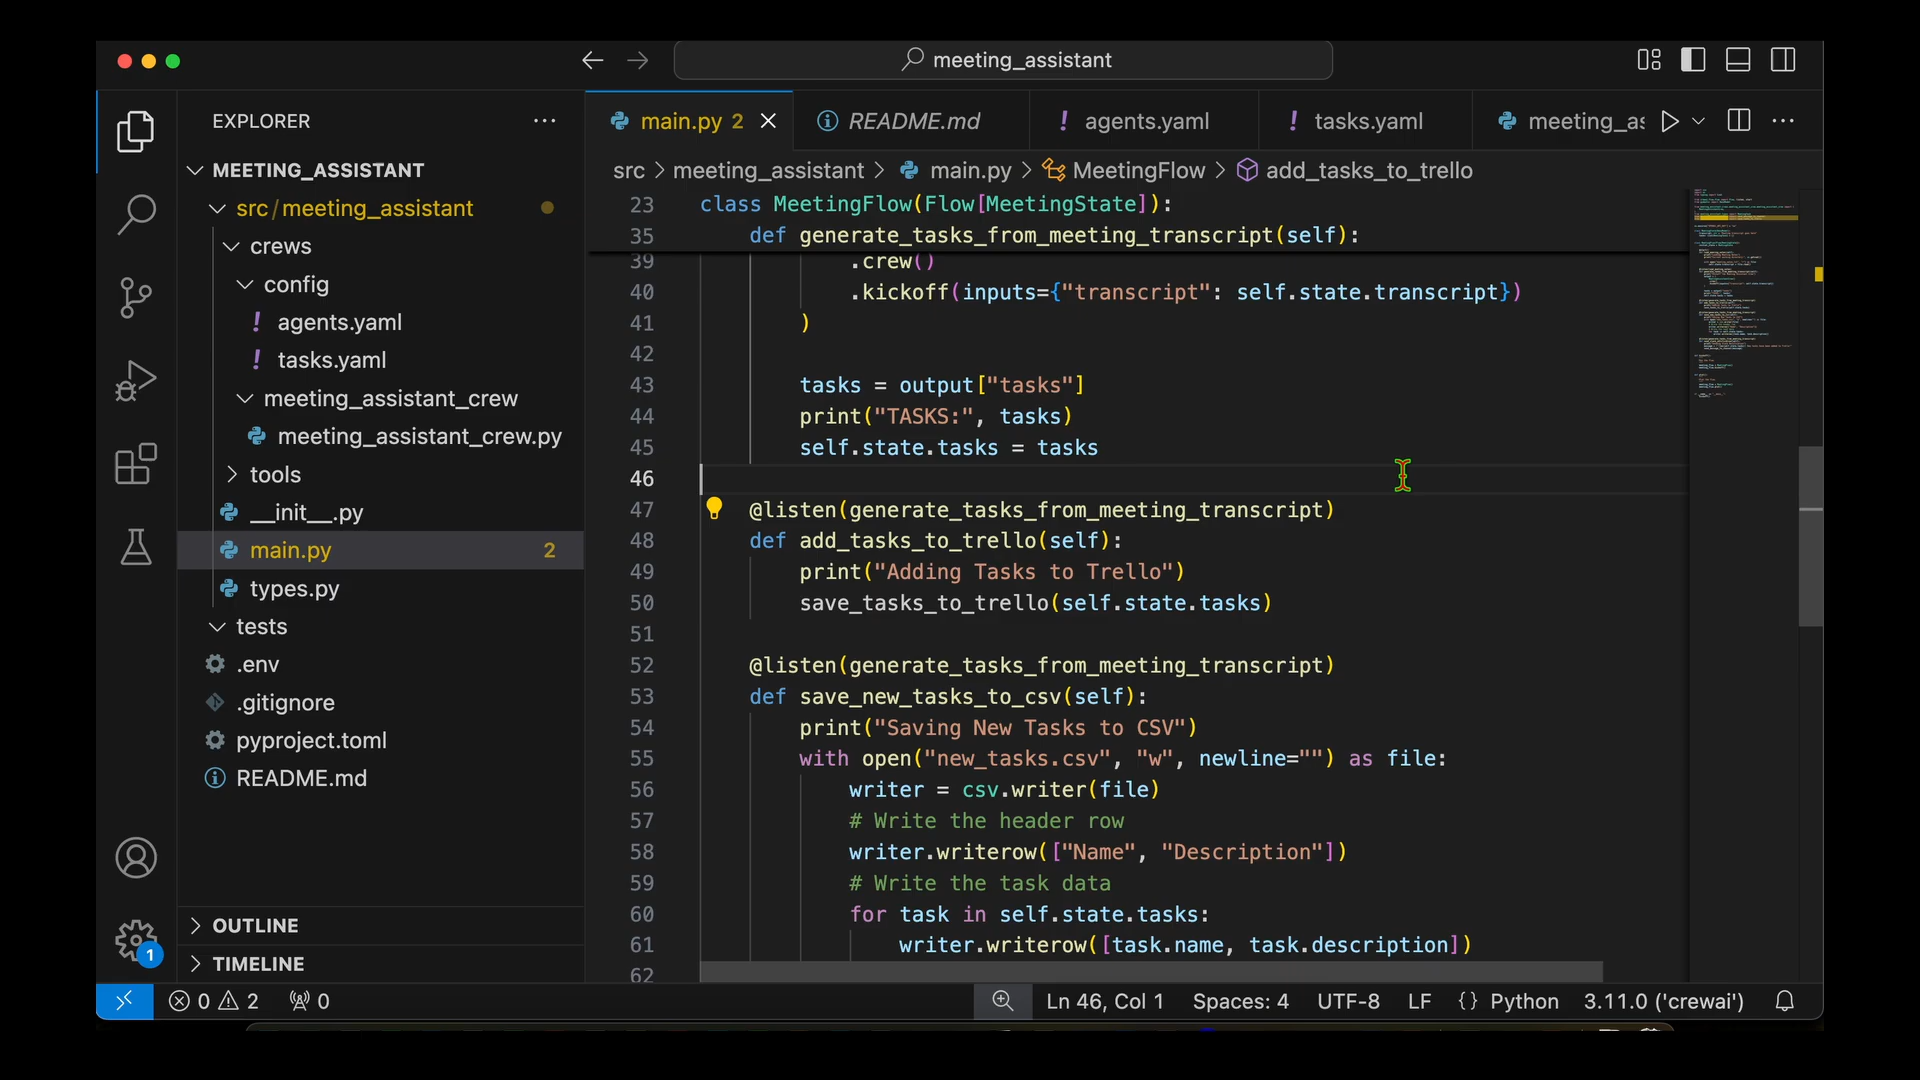 meeting_assistant
EXPLORER
MEETING_ASSISTANT
src/meeting_assistant
crews
config
! agents.yaml
! tasks.yaml
meeting_assistant_crew
meeting_assistant_crew.py
tools
__init__.py
main.py 2
types.py
tests
.env
.gitignore
pyproject.toml
README.md
OUTLINE
TIMELINE
main.py 2
README.md
! agents.yaml
! tasks.yaml
meeting_as
src > meeting_assistant > main.py > MeetingFlow > add_tasks_to_trello
23 class MeetingFlow(Flow[MeetingState]):
35 def generate_tasks_from_meeting_transcript(self):
39 .crew()
40 .kickoff(inputs={"transcript": self.state.transcript})
41 )
42
43 tasks = output["tasks"]
44 print("TASKS:", tasks)
45 self.state.tasks = tasks
46
47 @listen(generate_tasks_from_meeting_transcript)
48 def add_tasks_to_trello(self):
49 print("Adding Tasks to Trello")
50 save_tasks_to_trello(self.state.tasks)
51
52 @listen(generate_tasks_from_meeting_transcript)
53 def save_new_tasks_to_csv(self):
54 print("Saving New Tasks to CSV")
55 with open("new_tasks.csv", "w", newline="") as file:
56 writer = csv.writer(file)
57 # Write the header row
58 writer.writerow(["Name", "Description"])
59 # Write the task data
60 for task in self.state.tasks:
61 writer.writerow([task.name, task.description])
62
1
0 2 0
Ln 46, Col 1 Spaces: 4 UTF-8 LF {} Python 3.11.0 ('crewai')